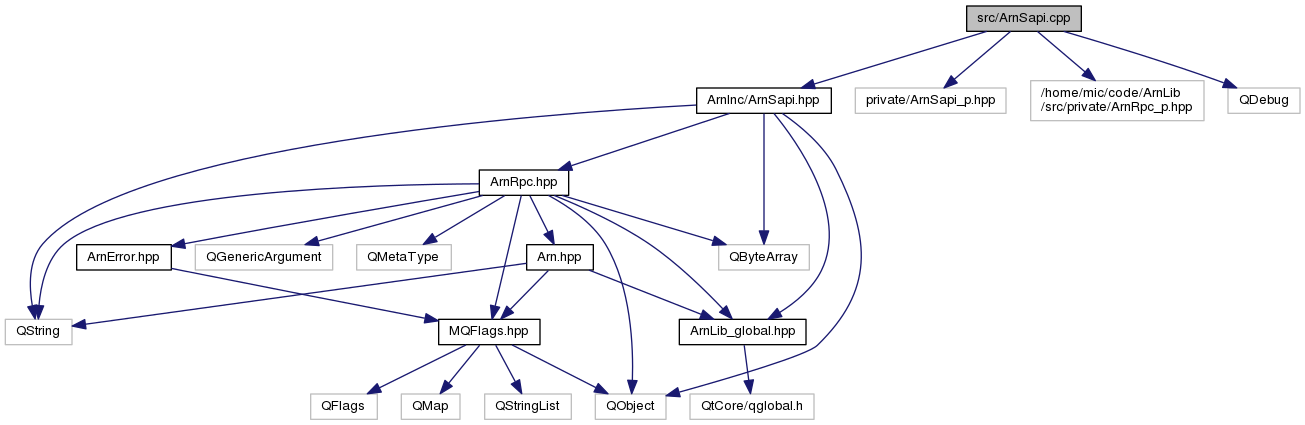 src/ArnSapi.cpp
ArnInc/ArnSapi.hpp
private/ArnSapi_p.hpp
/home/mic/code/ArnLib
/src/private/ArnRpc_p.hpp
QDebug
ArnRpc.hpp
ArnError.hpp
QGenericArgument
QMetaType
Arn.hpp
QByteArray
QString
MQFlags.hpp
ArnLib_global.hpp
QFlags
QMap
QStringList
QObject
QtCore/qglobal.h